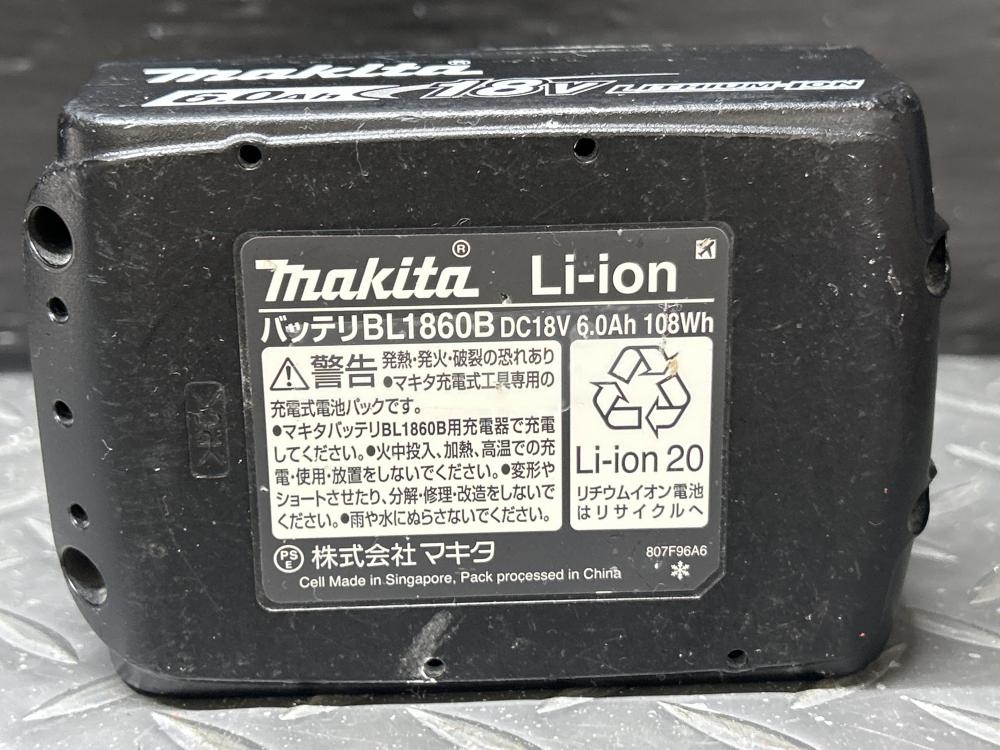 makita®
6.0Ah 18V LITHIUM-ION
makita® Li-ion
バッテリBL1860B DC18V 6.0Ah 108Wh
警告 発熱・発火・破裂の恐れあり
●マキタ充電式工具専用の
充電式電池パックです。
●マキタバッテリBL1860B用充電器で充電
してください。●火中投入、加熱、高温での充
電・使用・放置をしないでください。●変形や
ショートさせたり、分解・修理・改造をしないで
ください。●雨や水にぬらさないでください。
Li-ion 20
リチウムイオン電池
はリサイクルへ
PSE 株式会社 マキタ
807F96A6
Cell Made in Singapore, Pack processed in China